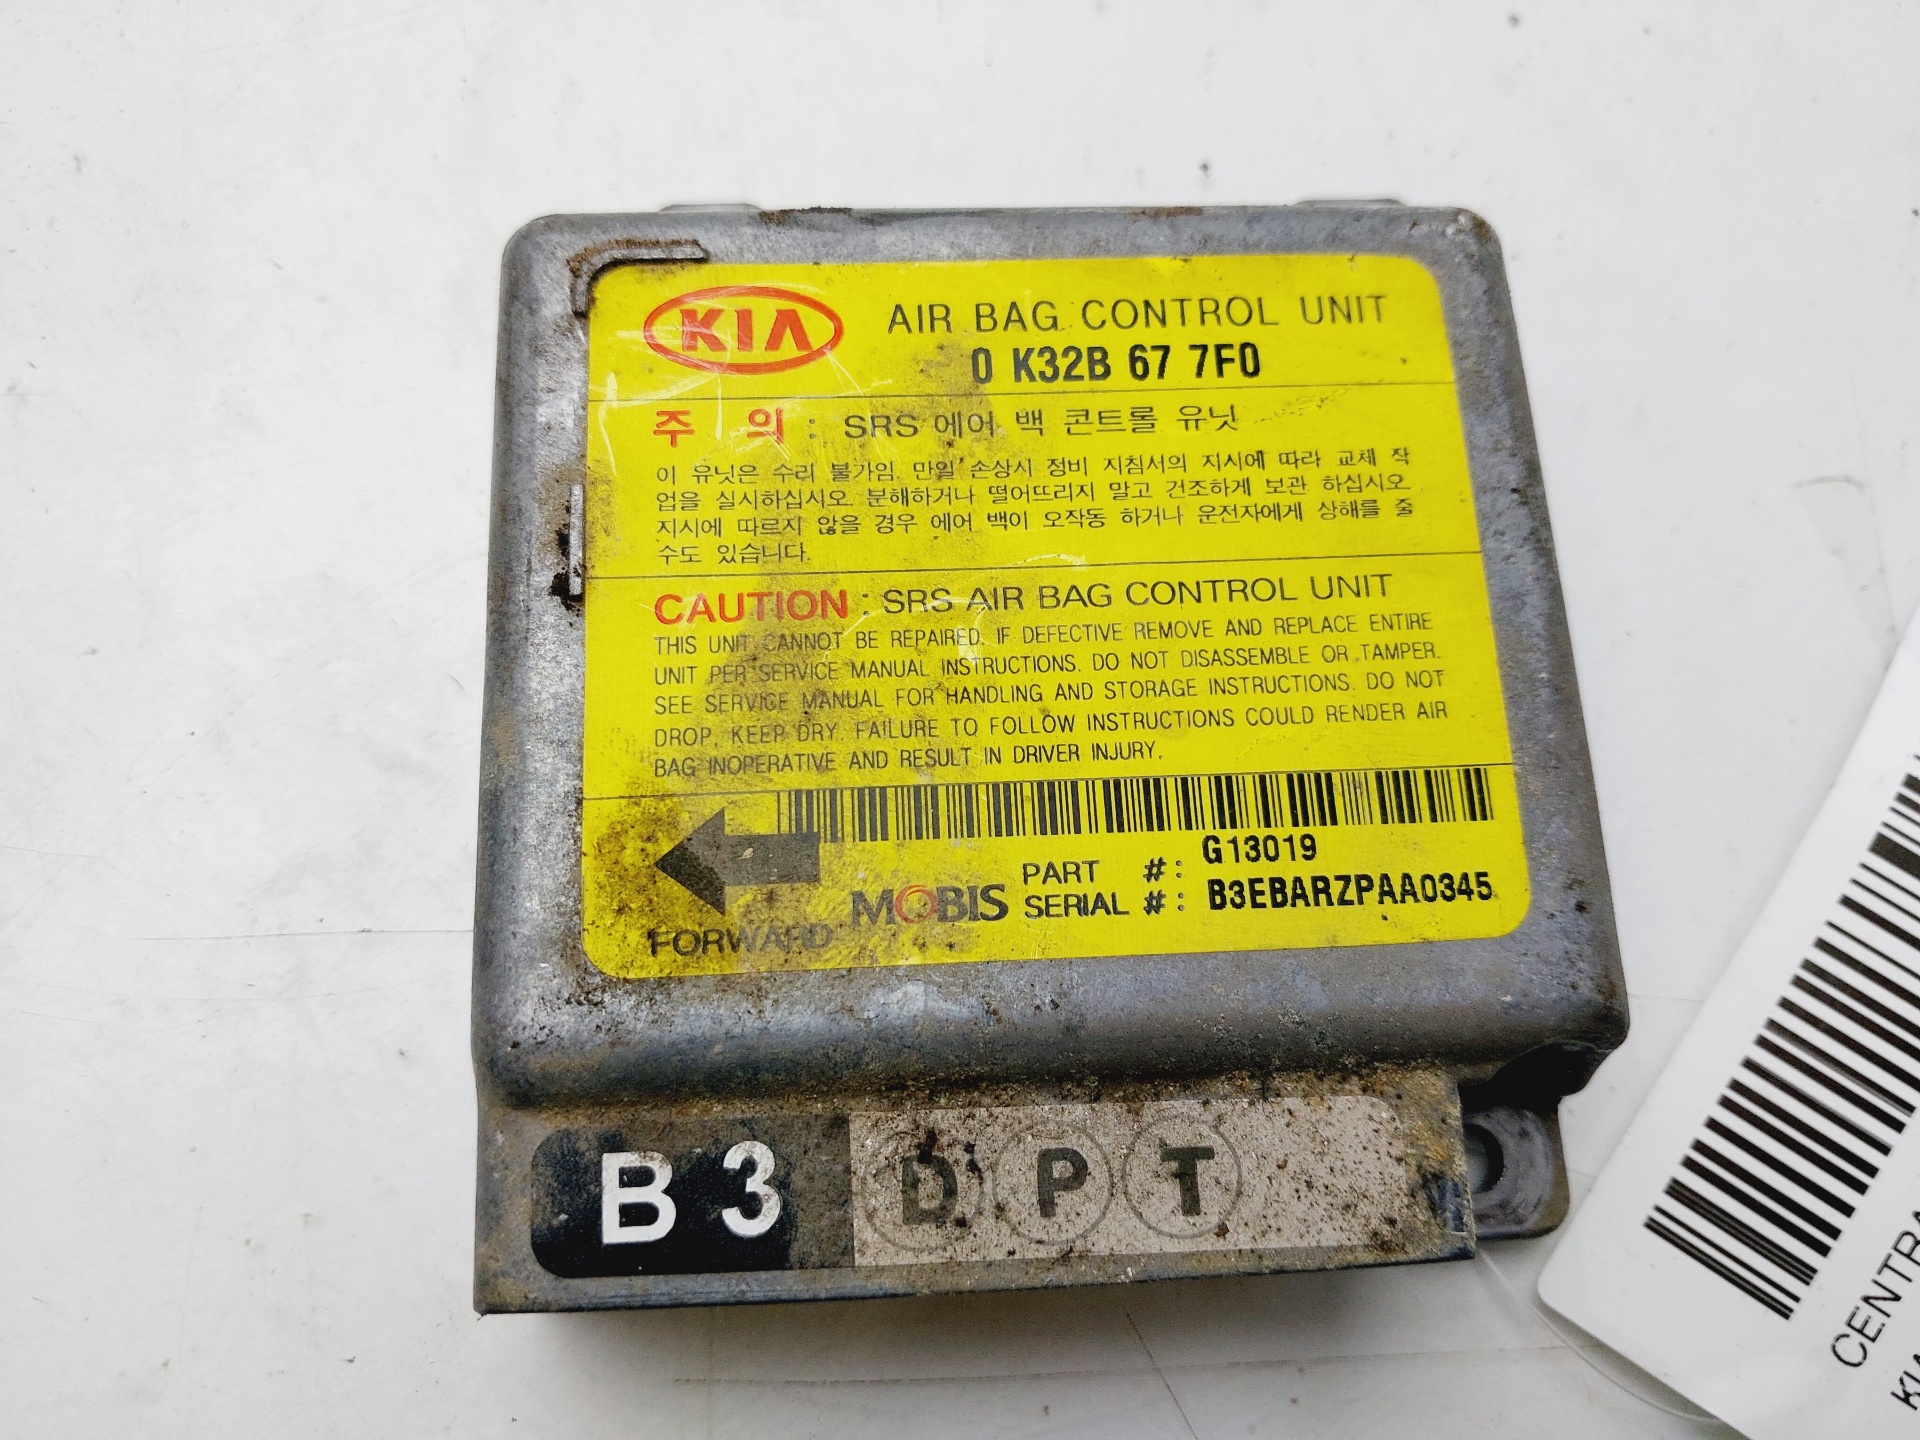 KIA
AIR BAG CONTROL UNIT
0 K32B 67 7F0
주 의 : SRS 에어 백 콘트롤 유닛
이 유닛은 수리 불가임. 만일 손상시 정비 지침서의 지시에 따라 교체 작
업을 실시하십시오. 분해하거나 떨어뜨리지 말고 건조하게 보관 하십시오.
지시에 따르지 않을 경우 에어 백이 오작동 하거나 운전자에게 상해를 줄
수도 있습니다.
CAUTION : SRS AIR BAG CONTROL UNIT
THIS UNIT CANNOT BE REPAIRED. IF DEFECTIVE REMOVE AND REPLACE ENTIRE
UNIT PER SERVICE MANUAL INSTRUCTIONS. DO NOT DISASSEMBLE OR TAMPER.
SEE SERVICE MANUAL FOR HANDLING AND STORAGE INSTRUCTIONS. DO NOT
DROP, KEEP DRY. FAILURE TO FOLLOW INSTRUCTIONS COULD RENDER AIR
BAG INOPERATIVE AND RESULT IN DRIVER INJURY.
PART #: G13019
SERIAL #: B3EBARZPAA0345
MOBIS
FORWARD
B 3 D P T
CENTRA
KIA